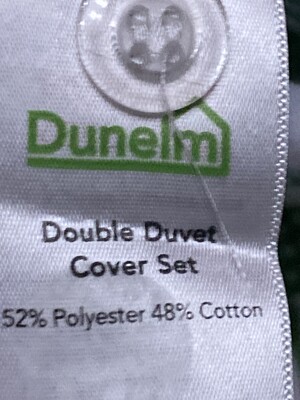 Dunelm
Double Duvet
Cover Set
52% Polyester 48% Cotton